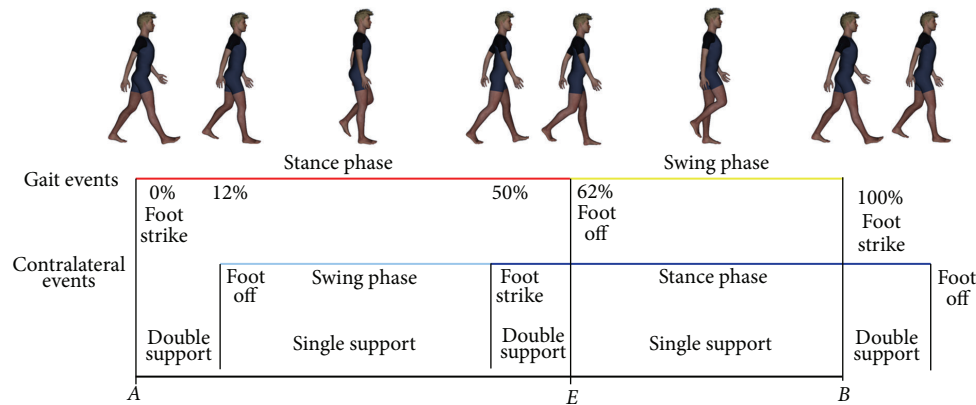 Stance phase
Swing phase
Gait events
0%
Foot
strike
12%
50%
62%
Foot
off
100%
Foot
strike
Contralateral
events
Foot
off
Swing phase
Foot
strike
Stance phase
Foot
off
Double
support
Single support
Double
support
Single support
Double
support
A
E
B